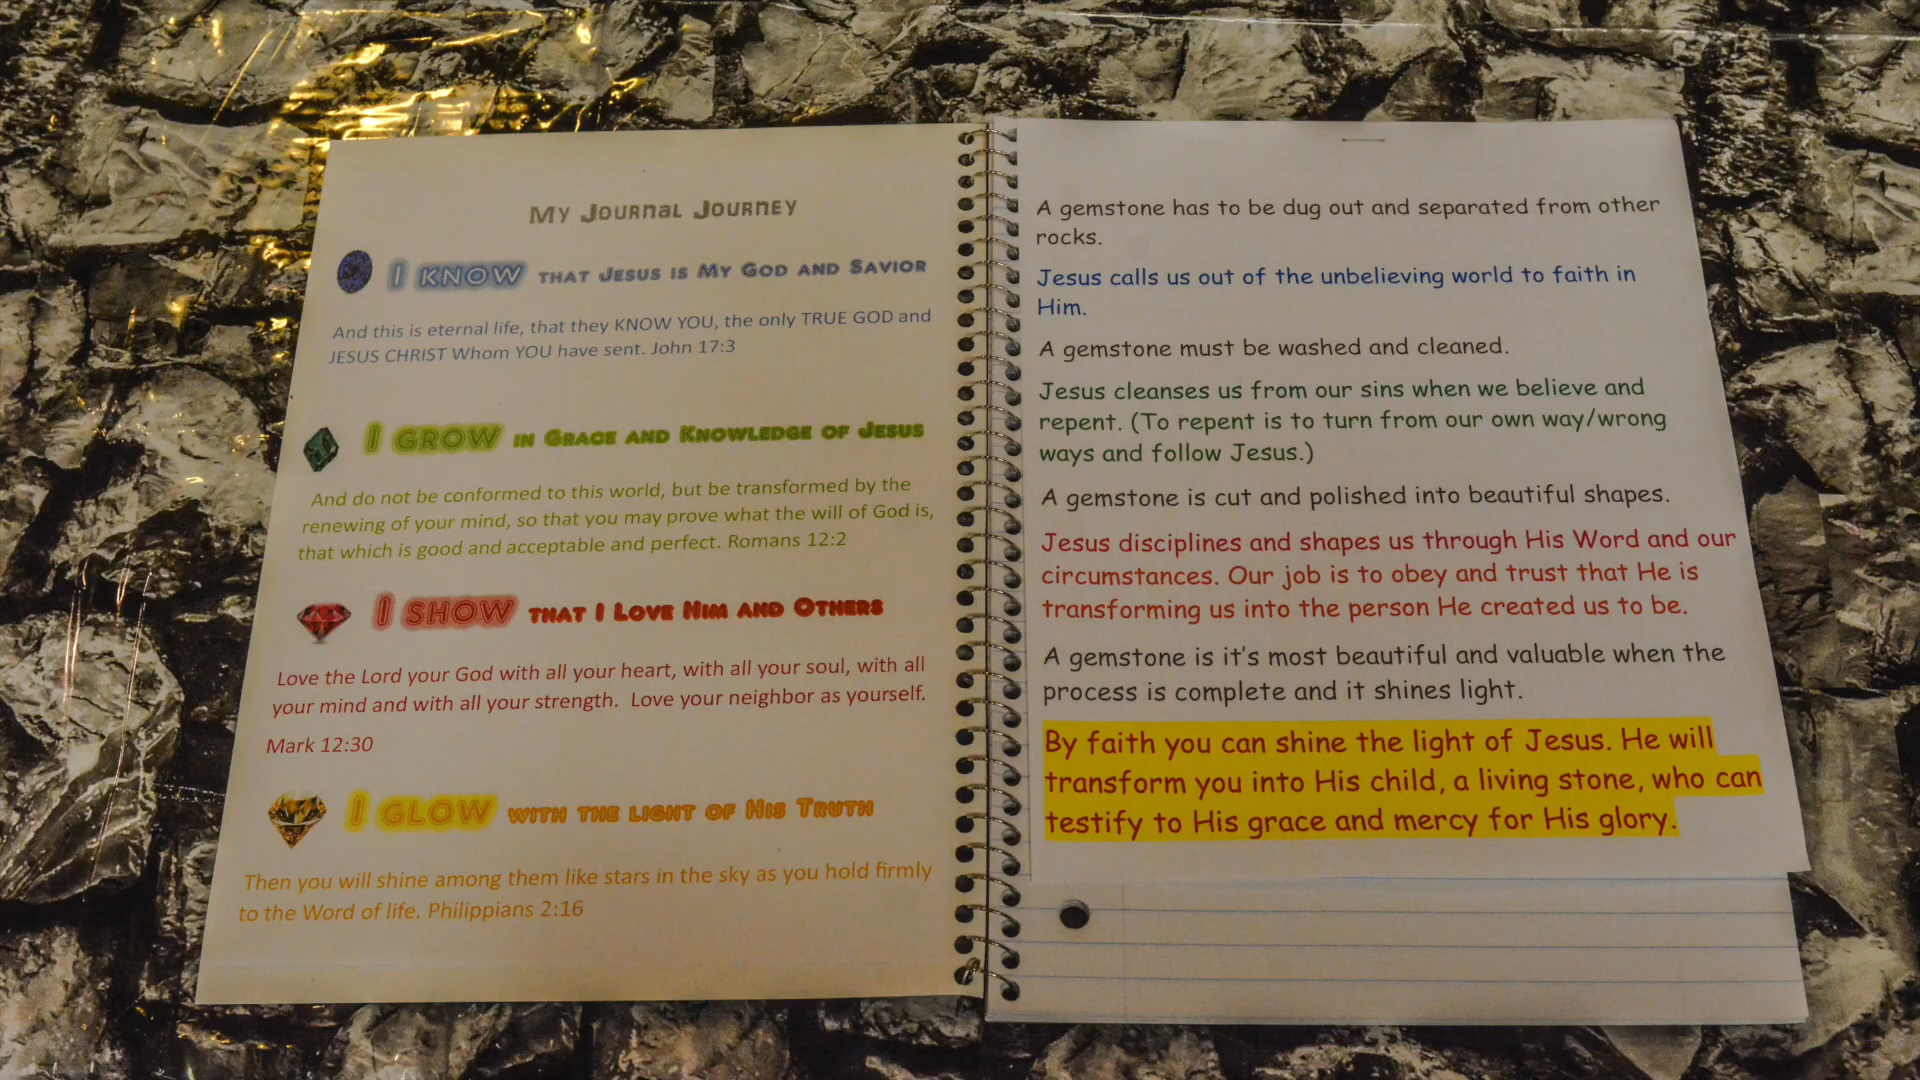 My Journal Journey
I KNOW that Jesus is My God and Savior
And this is eternal life, that they KNOW YOU, the only TRUE GOD and
JESUS CHRIST Whom YOU have sent. John 17:3
I GROW in Grace and Knowledge of Jesus
And do not be conformed to this world, but be transformed by the
renewing of your mind, so that you may prove what the will of God is,
that which is good and acceptable and perfect. Romans 12:2
I SHOW that I Love Him and Others
Love the Lord your God with all your heart, with all your soul, with all
your mind and with all your strength. Love your neighbor as yourself.
Mark 12:30
I GLOW with the light of His Truth
Then you will shine among them like stars in the sky as you hold firmly
to the Word of life. Philippians 2:16
A gemstone has to be dug out and separated from other
rocks.
Jesus calls us out of the unbelieving world to faith in
Him.
A gemstone must be washed and cleaned.
Jesus cleanses us from our sins when we believe and
repent. (To repent is to turn from our own way/wrong
ways and follow Jesus.)
A gemstone is cut and polished into beautiful shapes.
Jesus disciplines and shapes us through His Word and our
circumstances. Our job is to obey and trust that He is
transforming us into the person He created us to be.
A gemstone is it's most beautiful and valuable when the
process is complete and it shines light.
By faith you can shine the light of Jesus. He will
transform you into His child, a living stone, who can
testify to His grace and mercy for His glory.